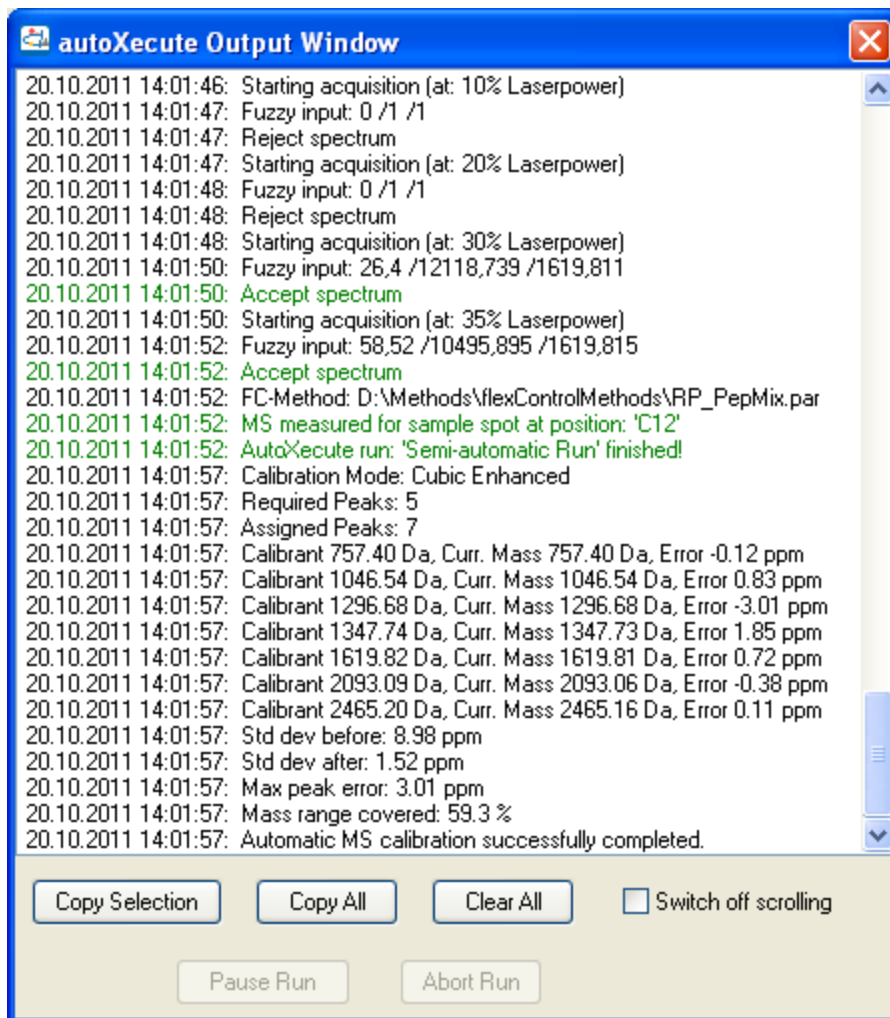 autoXecute Output Window
20.10.2011 14:01:46: Starting acquisition (at: 10% Laserpower)
20.10.2011 14:01:47: Fuzzy input: 0 /1 /1
20.10.2011 14:01:47: Reject spectrum
20.10.2011 14:01:47: Starting acquisition (at: 20% Laserpower)
20.10.2011 14:01:48: Fuzzy input: 0 /1 /1
20.10.2011 14:01:48: Reject spectrum
20.10.2011 14:01:48: Starting acquisition (at: 30% Laserpower)
20.10.2011 14:01:50: Fuzzy input: 26,4 /12118,739 /1619,811
20.10.2011 14:01:50: Accept spectrum
20.10.2011 14:01:50: Starting acquisition (at: 35% Laserpower)
20.10.2011 14:01:52: Fuzzy input: 58,52 /10495,895 /1619,815
20.10.2011 14:01:52: Accept spectrum
20.10.2011 14:01:52: FC-Method: D:\Methods\flexControlMethods\RP_PepMix.par
20.10.2011 14:01:52: MS measured for sample spot at position: 'C12'
20.10.2011 14:01:52: AutoXecute run: 'Semi-automatic Run' finished!
20.10.2011 14:01:57: Calibration Mode: Cubic Enhanced
20.10.2011 14:01:57: Required Peaks: 5
20.10.2011 14:01:57: Assigned Peaks: 7
20.10.2011 14:01:57: Calibrant 757.40 Da, Curr. Mass 757.40 Da, Error -0.12 ppm
20.10.2011 14:01:57: Calibrant 1046.54 Da, Curr. Mass 1046.54 Da, Error 0.83 ppm
20.10.2011 14:01:57: Calibrant 1296.68 Da, Curr. Mass 1296.68 Da, Error -3.01 ppm
20.10.2011 14:01:57: Calibrant 1347.74 Da, Curr. Mass 1347.73 Da, Error 1.85 ppm
20.10.2011 14:01:57: Calibrant 1619.82 Da, Curr. Mass 1619.81 Da, Error 0.72 ppm
20.10.2011 14:01:57: Calibrant 2093.09 Da, Curr. Mass 2093.06 Da, Error -0.38 ppm
20.10.2011 14:01:57: Calibrant 2465.20 Da, Curr. Mass 2465.16 Da, Error 0.11 ppm
20.10.2011 14:01:57: Std dev before: 8.98 ppm
20.10.2011 14:01:57: Std dev after: 1.52 ppm
20.10.2011 14:01:57: Max peak error: 3.01 ppm
20.10.2011 14:01:57: Mass range covered: 59.3 %
20.10.2011 14:01:57: Automatic MS calibration successfully completed.
Copy Selection Copy All Clear All Switch off scrolling
Pause Run Abort Run